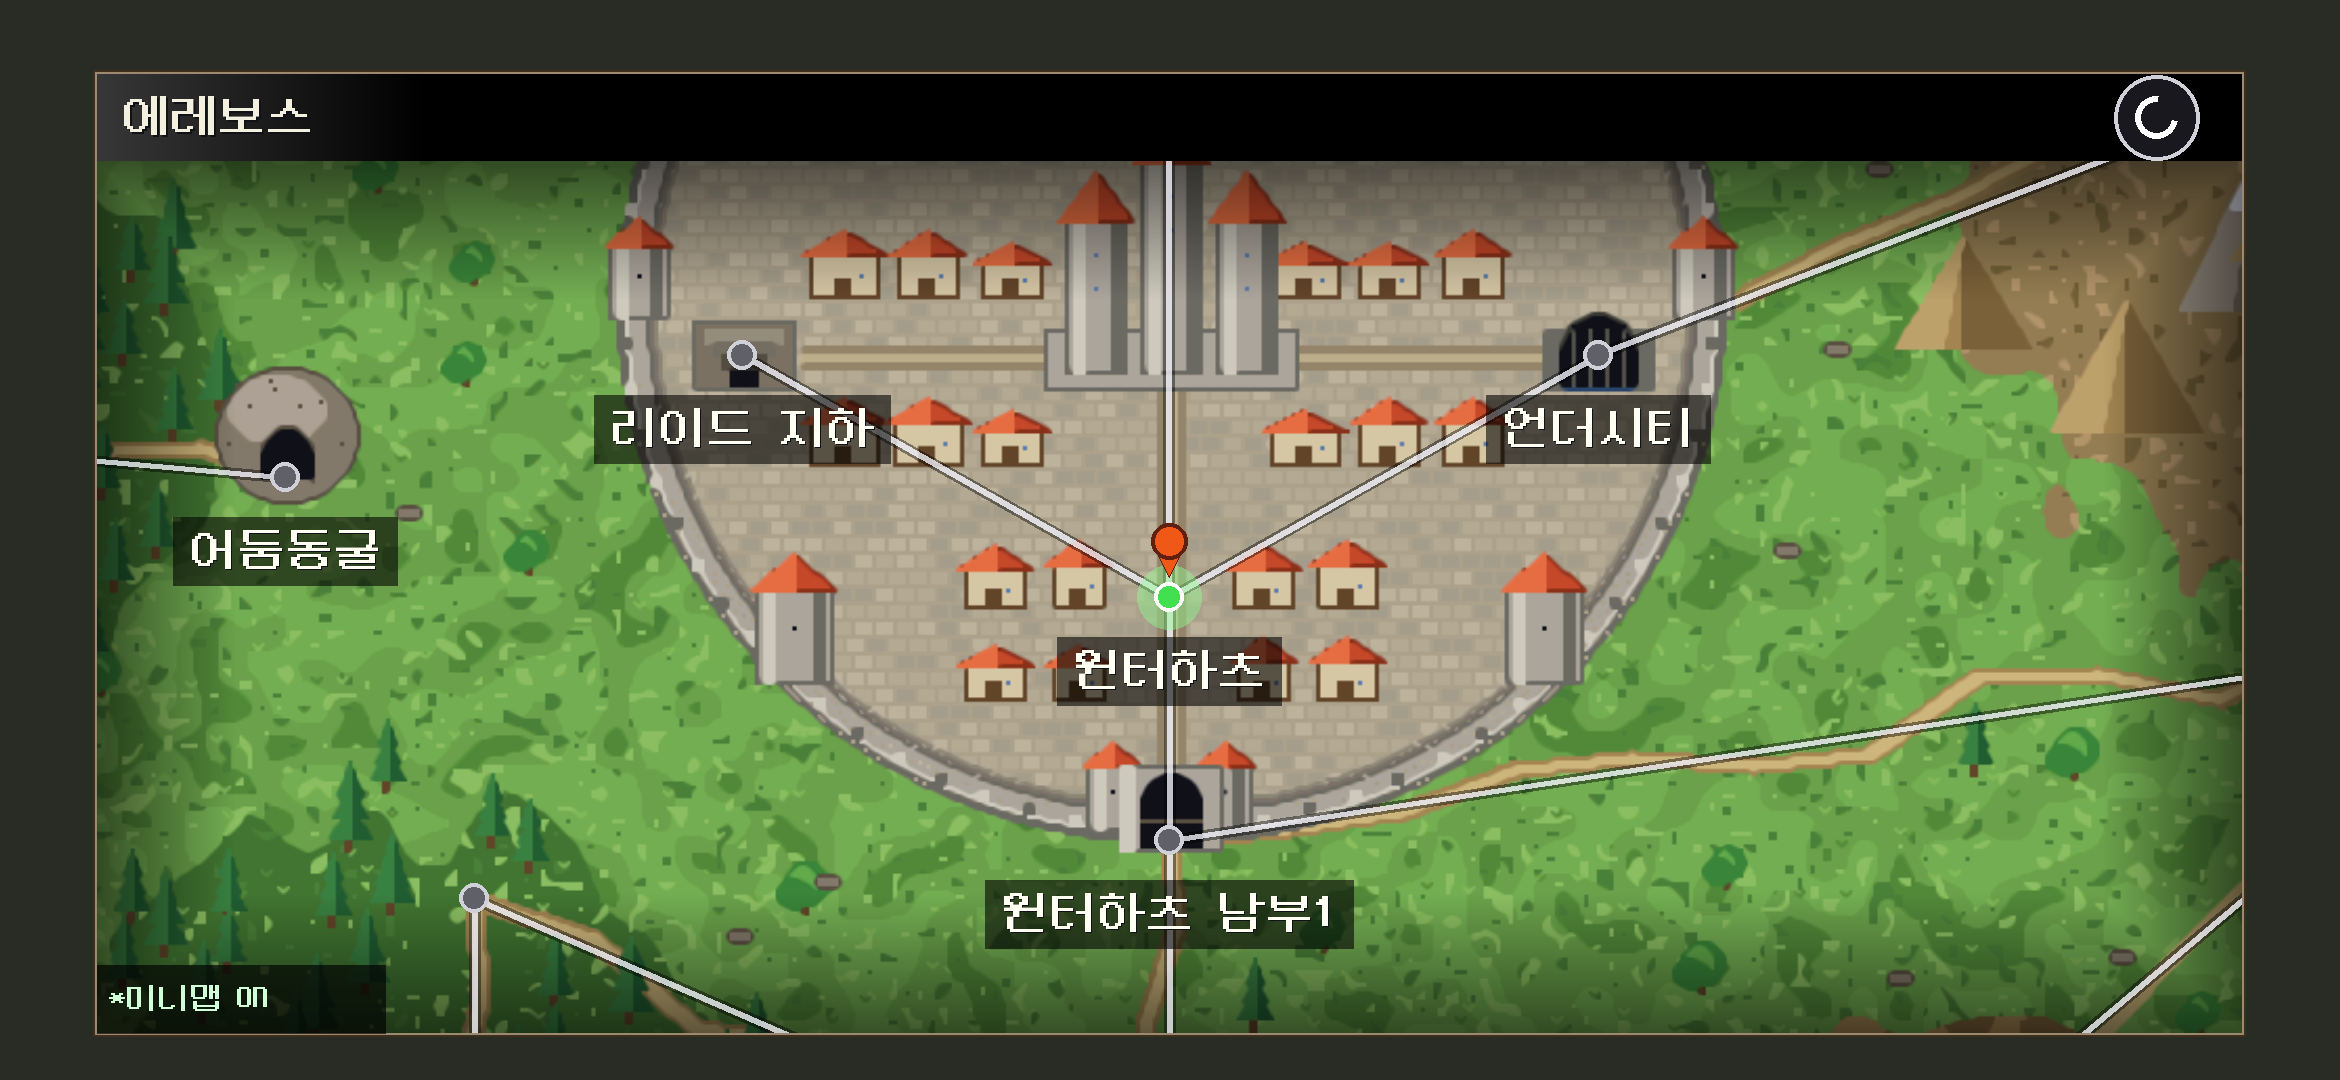 에레보스
리이드 지하
언더시티
어둠동굴
윈터하츠
윈터하츠 남부1
*미니맵 ON